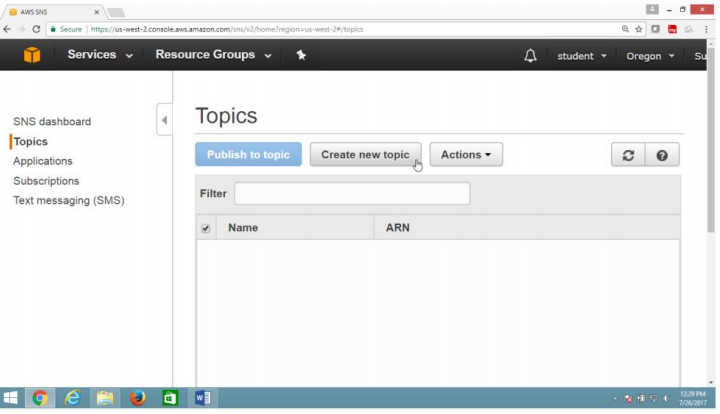 AWS SNS
Secure | https://us-west-2.console.aws.amazon.com/sns/v2/home?region=us-west-2#/topics
Services Resource Groups student Oregon Su
SNS dashboard
Topics
Applications
Subscriptions
Text messaging (SMS)
Topics
Publish to topic Create new topic Actions
Filter
Name ARN
12:29 PM
7/26/2017